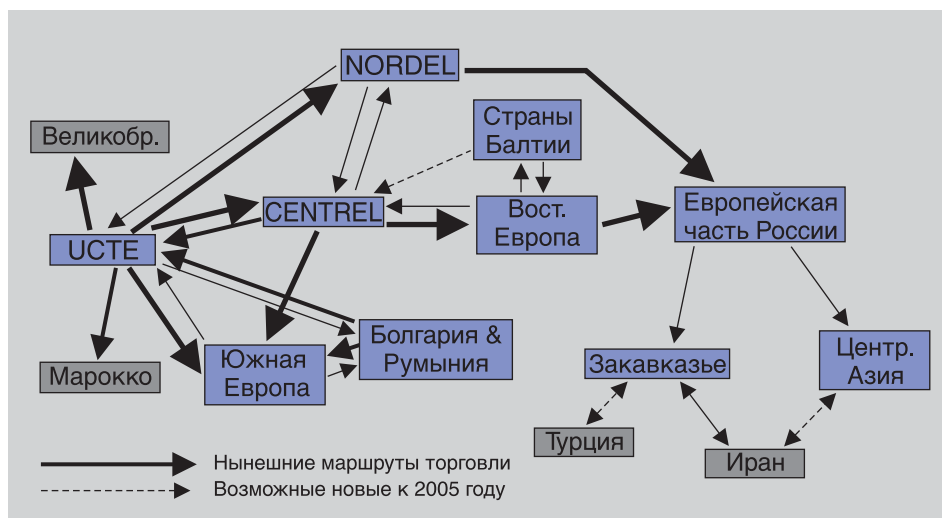 NORDEL
Страны
Балтии
Великобр.
CENTREL
Вост.
Европа
Европейская
часть России
UCTE
Болгария &
Румыния
Южная
Европа
Марокко
Закавказье
Центр.
Азия
Турция
Иран
Нынешние маршруты торговли
Возможные новые к 2005 году